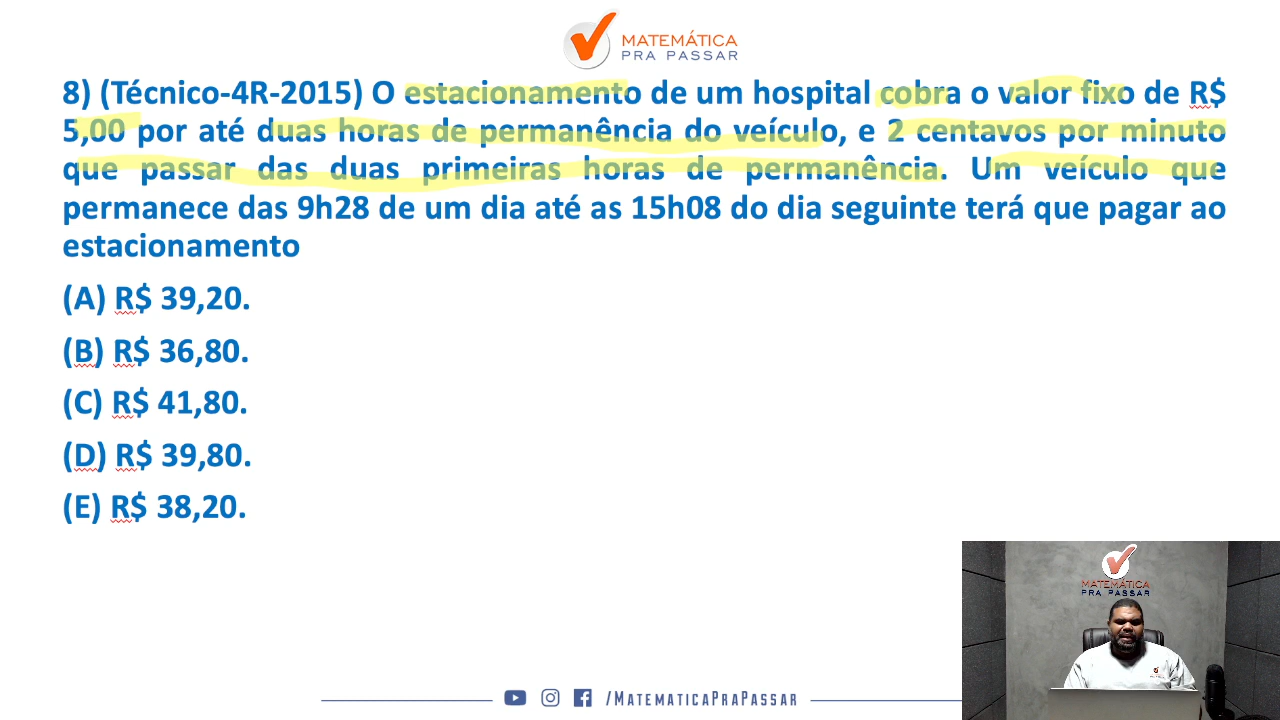 MATEMÁTICA
PRA PASSAR
8) (Técnico-4R-2015) O estacionamento de um hospital cobra o valor fixo de R$
5,00 por até duas horas de permanência do veículo, e 2 centavos por minuto
que passar das duas primeiras horas de permanência. Um veículo que
permanece das 9h28 de um dia até as 15h08 do dia seguinte terá que pagar ao
estacionamento
(A) R$ 39,20.
(B) R$ 36,80.
(C) R$ 41,80.
(D) R$ 39,80.
(E) R$ 38,20.
MATEMÁTICA
PRA PASSAR
/MATEMATICAPRAPASSAR